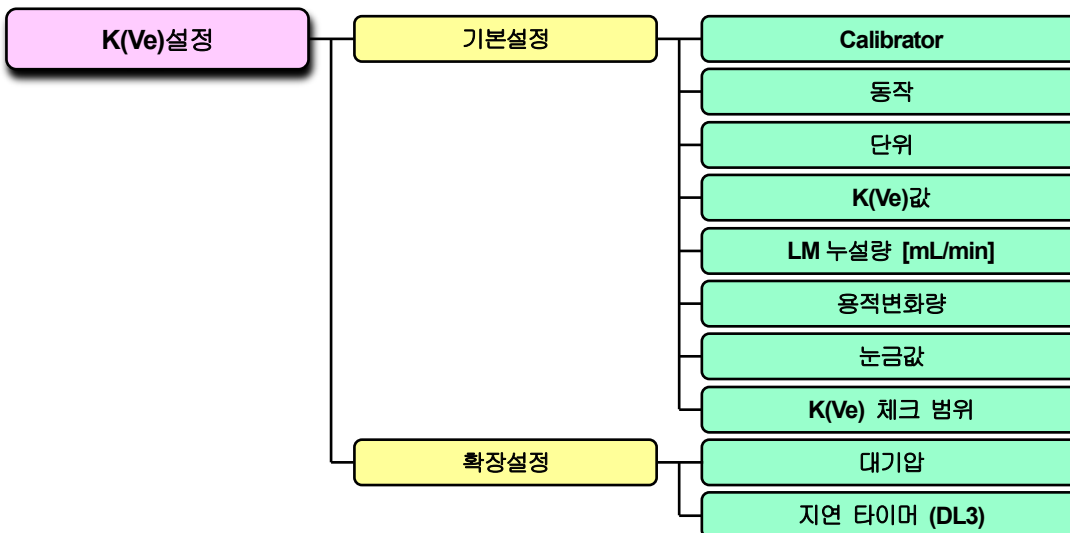 K(Ve)설정
기본설정
Calibrator
동작
단위
K(Ve)값
LM 누설량 [mL/min]
용적변화량
눈금값
K(Ve) 체크 범위
확장설정
대기압
지연 타이머 (DL3)